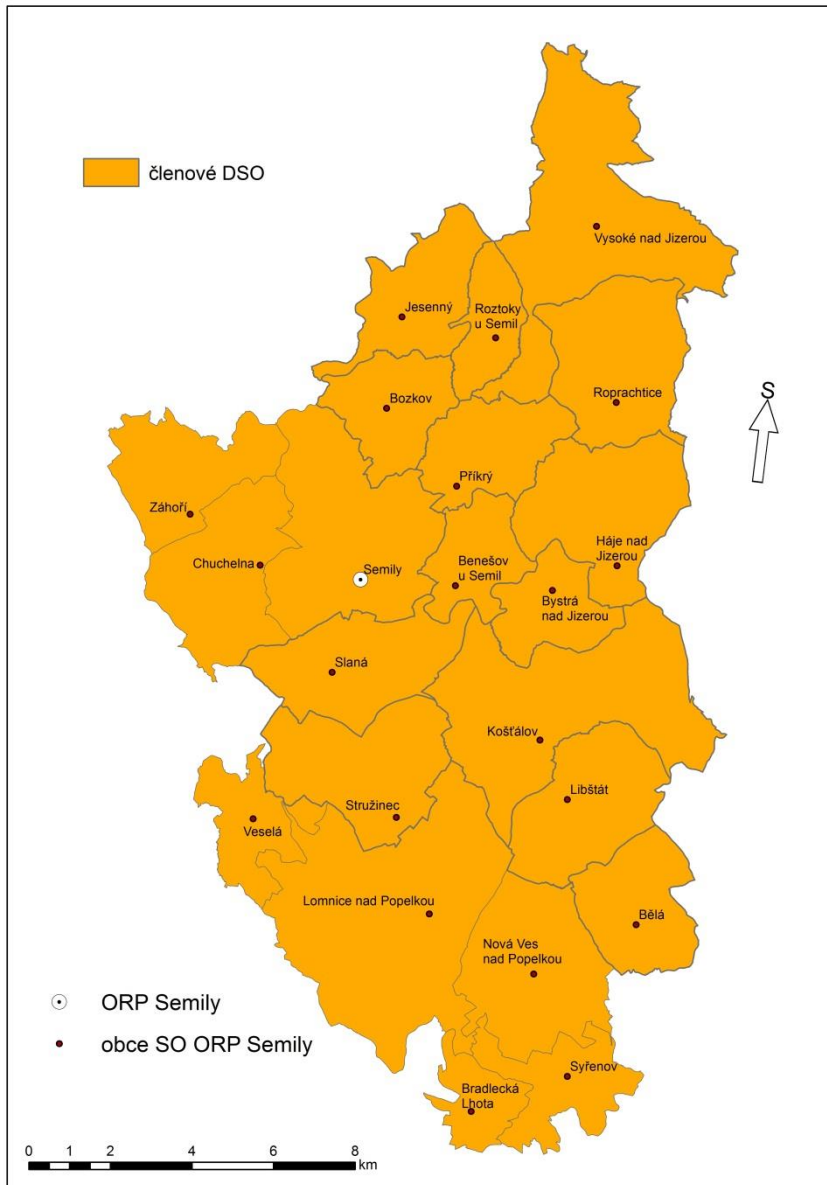 členové DSO
Vysoké nad Jizerou
Jesenný
Roztoky
u Semil
Roprachtice
S
Bozkov
Příkrý
Záhoří
Háje nad
Jizerou
Chuchelna
Semily
Benešov
u Semil
Bystrá
nad Jizerou
Slaná
Košťálov
Libštát
Stružinec
Veselá
Lomnice nad Popelkou
Bělá
Nová Ves
nad Popelkou
ORP Semily
obce SO ORP Semily
Syřenov
Bradlecká
Lhota
0 1 2 4 6 8
km